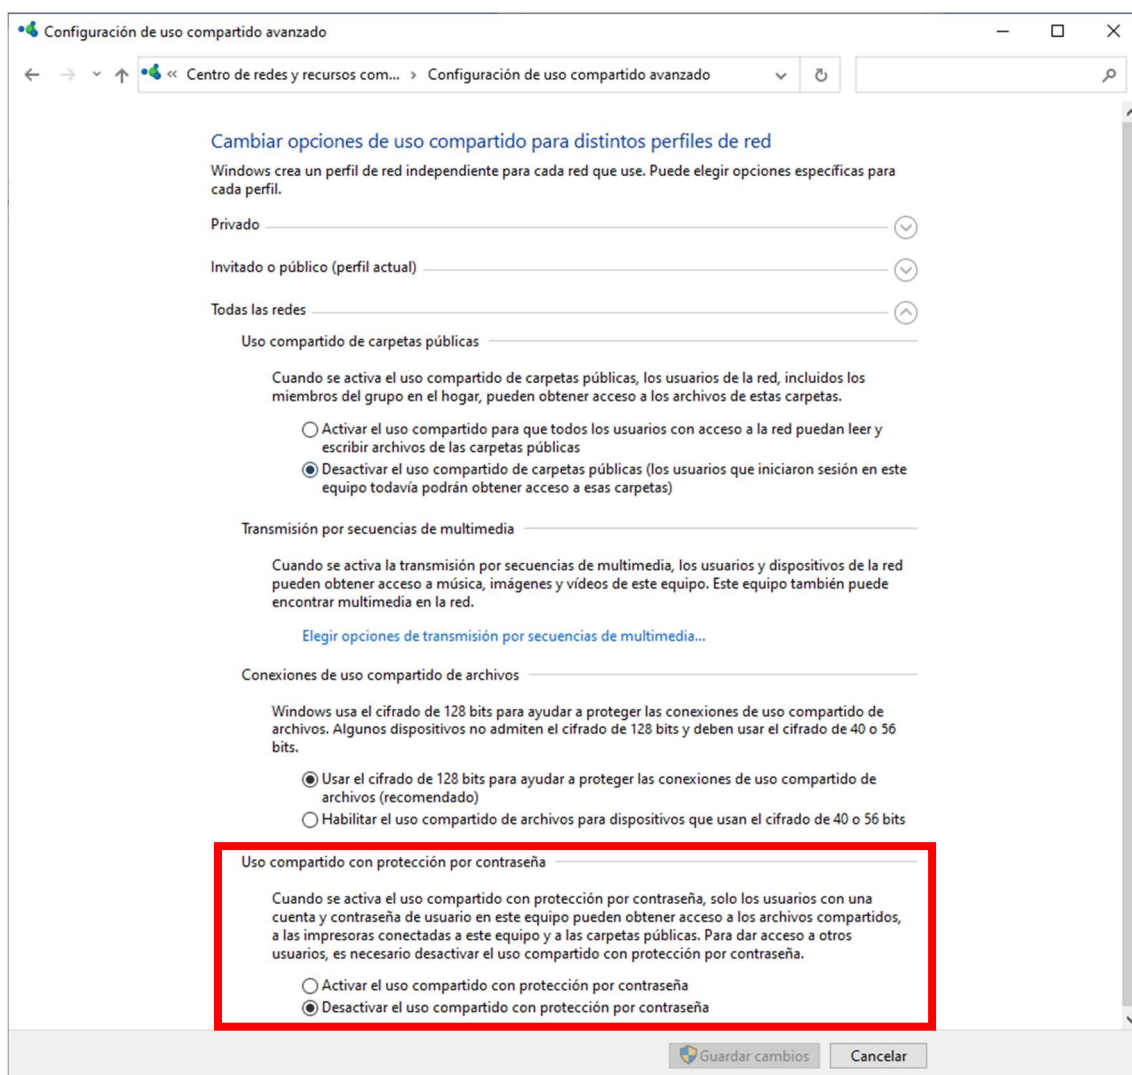 Configuración de uso compartido avanzado
« Centro de redes y recursos com... › Configuración de uso compartido avanzado
Cambiar opciones de uso compartido para distintos perfiles de red
Windows crea un perfil de red independiente para cada red que use. Puede elegir opciones específicas para
cada perfil.
Privado
Invitado o público (perfil actual)
Todas las redes
Uso compartido de carpetas públicas
Cuando se activa el uso compartido de carpetas públicas, los usuarios de la red, incluidos los
miembros del grupo en el hogar, pueden obtener acceso a los archivos de estas carpetas.
Activar el uso compartido para que todos los usuarios con acceso a la red puedan leer y
escribir archivos de las carpetas públicas
Desactivar el uso compartido de carpetas públicas (los usuarios que iniciaron sesión en este
equipo todavía podrán obtener acceso a esas carpetas)
Transmisión por secuencias de multimedia
Cuando se activa la transmisión por secuencias de multimedia, los usuarios y dispositivos de la red
pueden obtener acceso a música, imágenes y vídeos de este equipo. Este equipo también puede
encontrar multimedia en la red.
Elegir opciones de transmisión por secuencias de multimedia...
Conexiones de uso compartido de archivos
Windows usa el cifrado de 128 bits para ayudar a proteger las conexiones de uso compartido de
archivos. Algunos dispositivos no admiten el cifrado de 128 bits y deben usar el cifrado de 40 o 56
bits.
Usar el cifrado de 128 bits para ayudar a proteger las conexiones de uso compartido de
archivos (recomendado)
Habilitar el uso compartido de archivos para dispositivos que usan el cifrado de 40 o 56 bits
Uso compartido con protección por contraseña
Cuando se activa el uso compartido con protección por contraseña, solo los usuarios con una
cuenta y contraseña de usuario en este equipo pueden obtener acceso a los archivos compartidos,
a las impresoras conectadas a este equipo y a las carpetas públicas. Para dar acceso a otros
usuarios, es necesario desactivar el uso compartido con protección por contraseña.
Activar el uso compartido con protección por contraseña
Desactivar el uso compartido con protección por contraseña
Guardar cambios
Cancelar